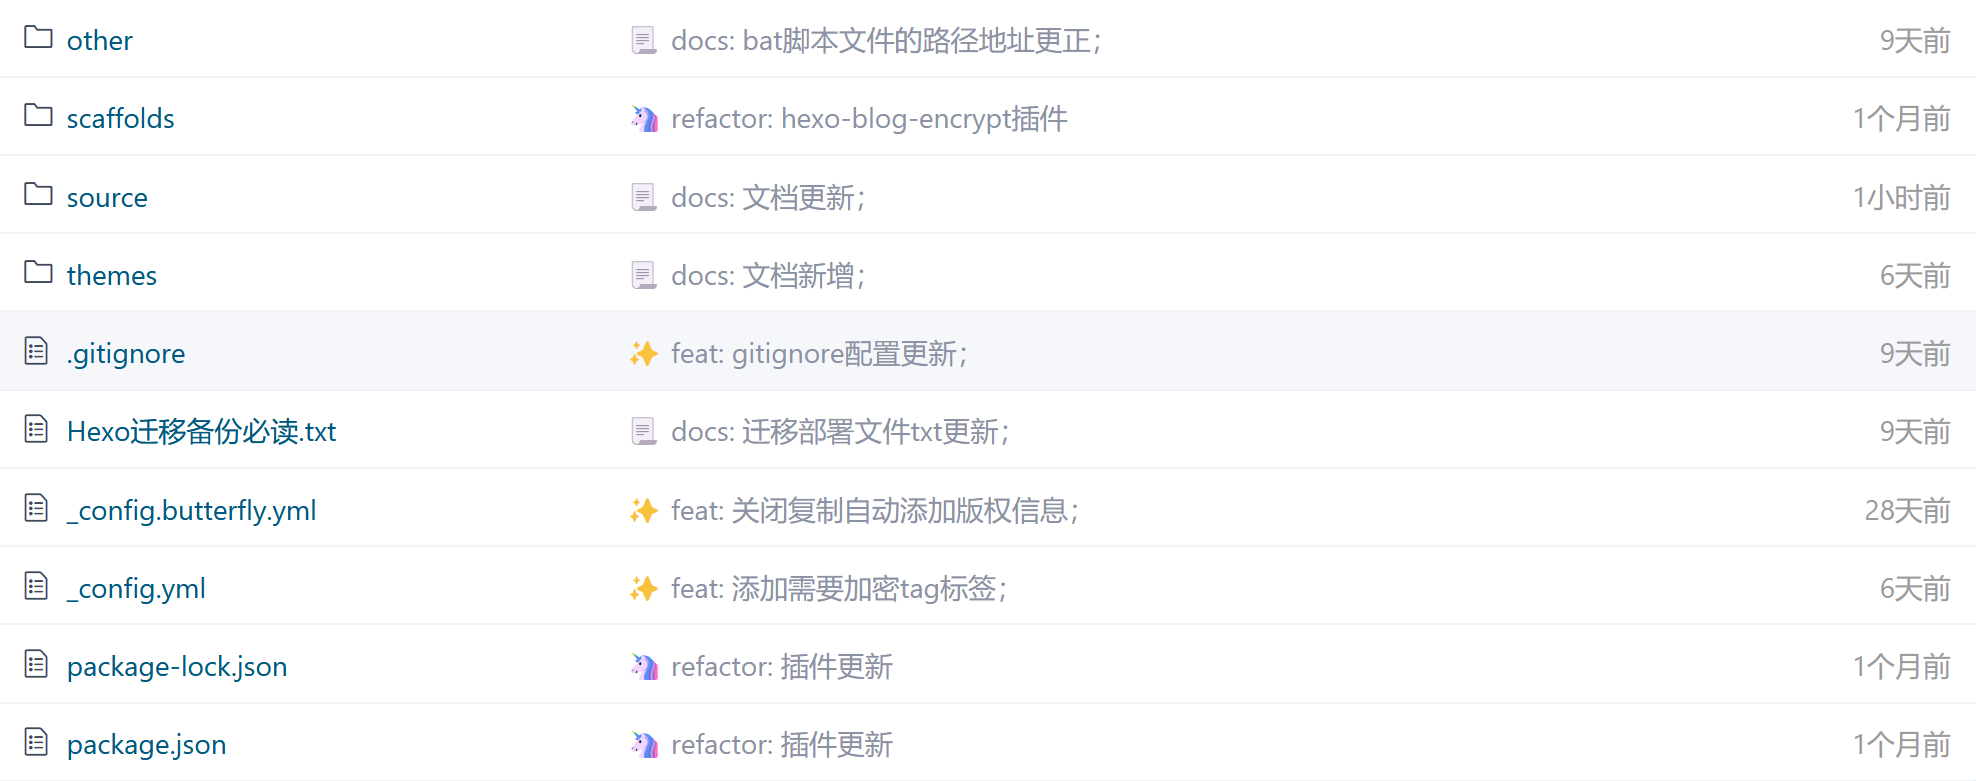 other 📜 docs: bat脚本文件的路径地址更正； 9天前
scaffolds 🦄 refactor: hexo-blog-encrypt插件 1个月前
source 📜 docs: 文档更新； 1小时前
themes 📜 docs: 文档新增； 6天前
.gitignore ✨ feat: gitignore配置更新； 9天前
Hexo迁移备份必读.txt 📜 docs: 迁移部署文件txt更新； 9天前
_config.butterfly.yml ✨ feat: 关闭复制自动添加版权信息； 28天前
_config.yml ✨ feat: 添加需要加密tag标签； 6天前
package-lock.json 🦄 refactor: 插件更新 1个月前
package.json 🦄 refactor: 插件更新 1个月前